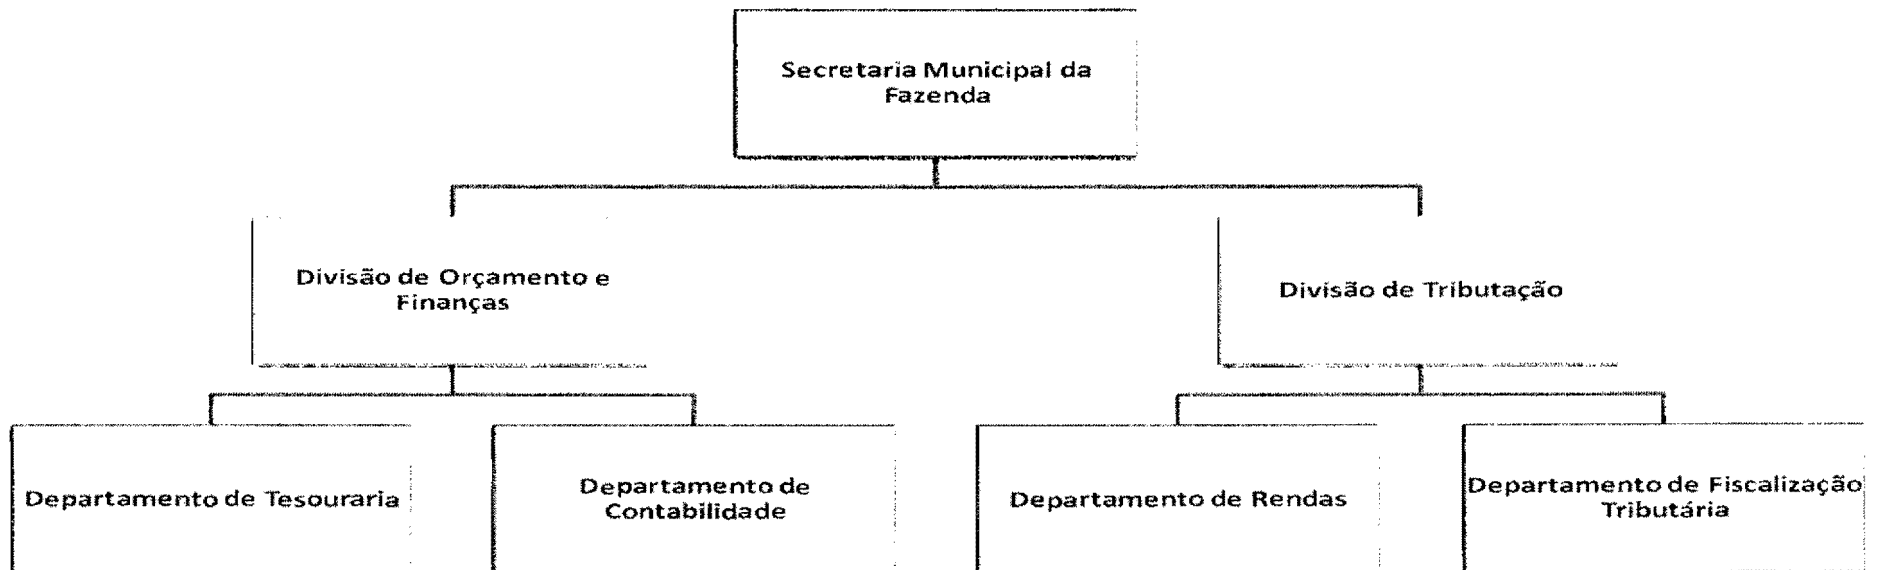 Secretaria Municipal da
Fazenda
Divisão de Orçamento e
Finanças
Divisão de Tributação
Departamento de Tesouraria
Departamento de
Contabilidade
Departamento de Rendas
Departamento de Fiscalização
Tributária